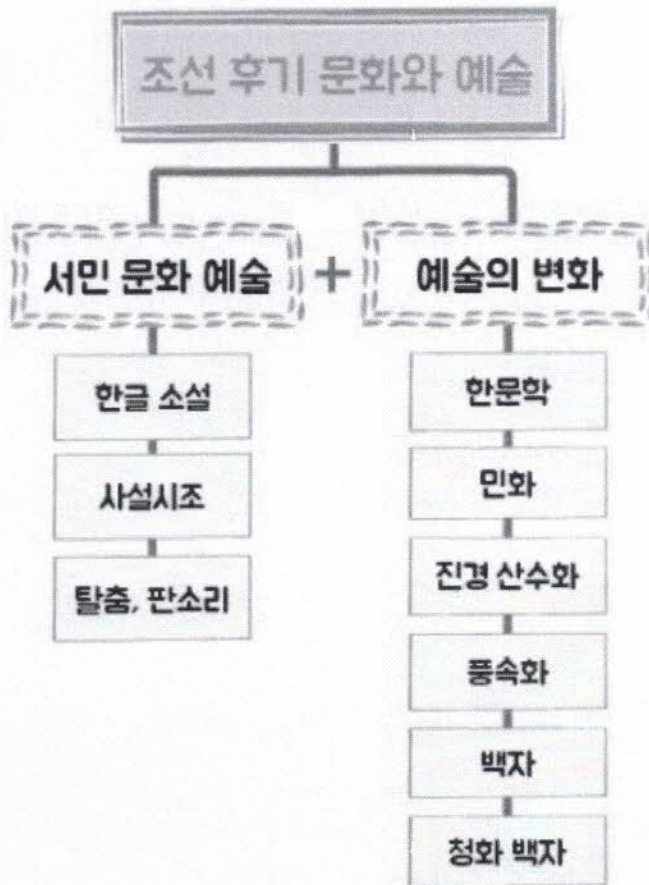 조선 후기 문화와 예술
서민 문화 예술 + 예술의 변화
한글 소설
사설시조
탈춤, 판소리
한문학
민화
진경 산수화
풍속화
백자
청화 백자